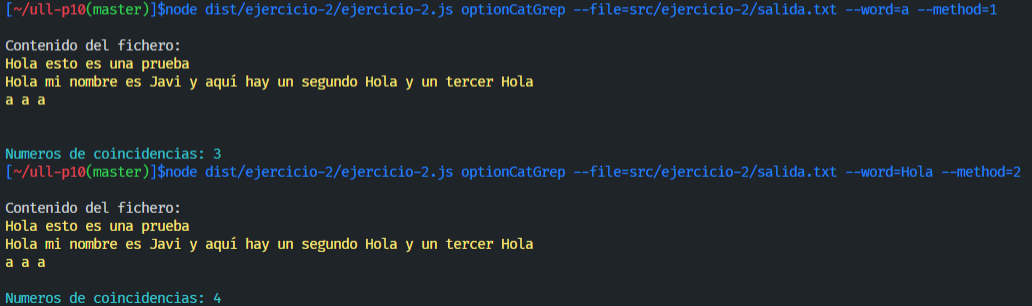 [~/ull-p10(master)]$node dist/ejercicio-2/ejercicio-2.js optionCatGrep --file=src/ejercicio-2/salida.txt --word=a --method=1
Contenido del fichero:
Hola esto es una prueba
Hola mi nombre es Javi y aquí hay un segundo Hola y un tercer Hola
a a a
Numeros de coincidencias: 3
[~/ull-p10(master)]$node dist/ejercicio-2/ejercicio-2.js optionCatGrep --file=src/ejercicio-2/salida.txt --word=Hola --method=2
Contenido del fichero:
Hola esto es una prueba
Hola mi nombre es Javi y aquí hay un segundo Hola y un tercer Hola
a a a
Numeros de coincidencias: 4